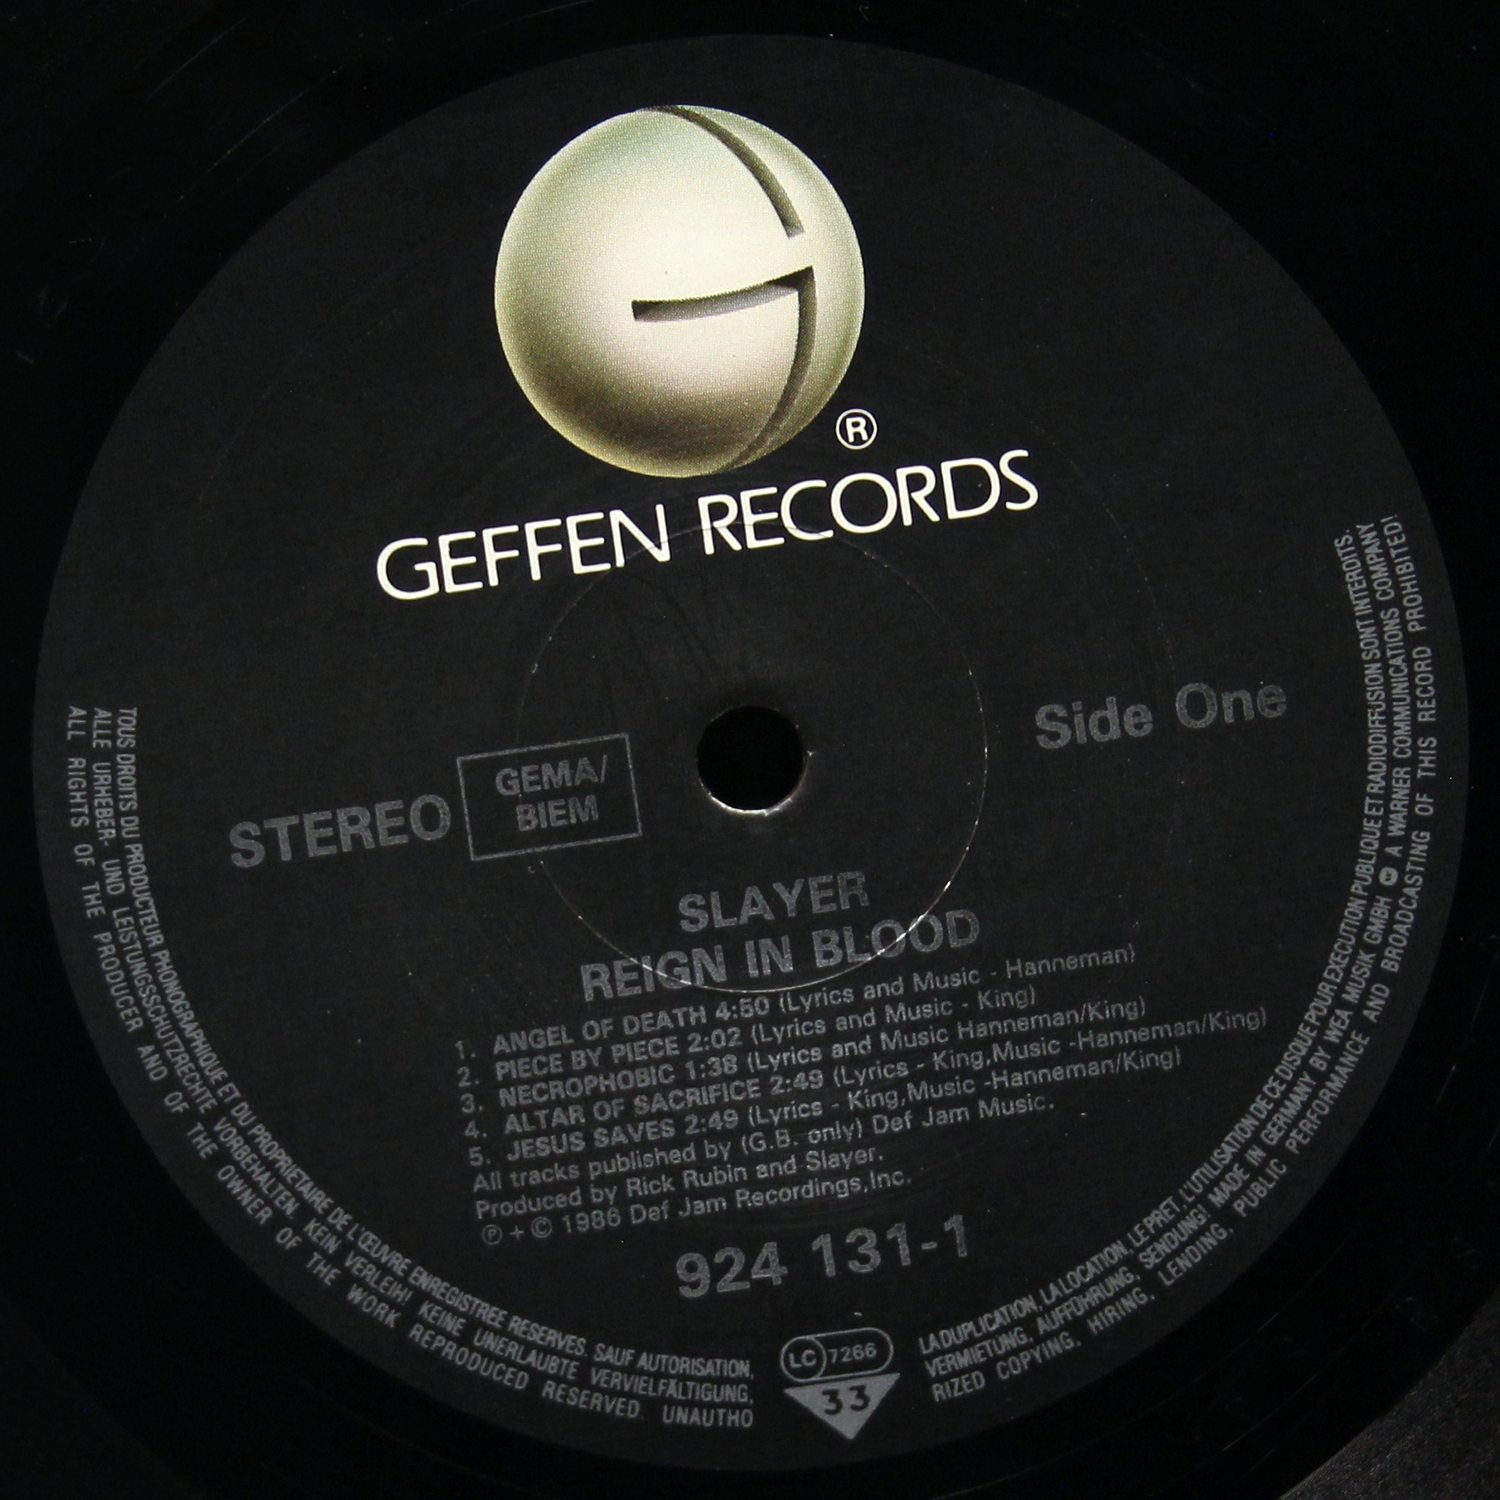 ®
GEFFEN RECORDS
Side One
STEREO
GEMA/
BIEM
SLAYER
REIGN IN BLOOD
1. ANGEL OF DEATH 4:50 (Lyrics and Music - Hanneman)
2. PIECE BY PIECE 2:02 (Lyrics and Music - King)
3. NECROPHOBIC 1:38 (Lyrics and Music Hanneman/King)
4. ALTAR OF SACRIFICE 2:49 (Lyrics - King,Music -Hanneman/King)
5. JESUS SAVES 2:49 (Lyrics - King,Music -Hanneman/King)
All tracks published by (G.B. only) Def Jam Music.
Produced by Rick Rubin and Slayer.
℗ + © 1986 Def Jam Recordings,Inc.
924 131-1
LC 7266
33
TOUS DROITS DU PRODUCTEUR PHONOGRAPHIQUE ET DU PROPRIETAIRE DE L'ŒUVRE ENREGISTREE RESERVES. SAUF AUTORISATION, LA DUPLICATION, LA LOCATION, LE PRET, L'UTILISATION DE CE DISQUE POUR EXECUTION PUBLIQUE ET RADIODIFFUSION SONT INTERDITS.
ALLE URHEBER- UND LEISTUNGSSCHUTZRECHTE VORBEHALTEN. KEIN VERLEIH! KEINE UNERLAUBTE VERVIELFÄLTIGUNG, VERMIETUNG, AUFFÜHRUNG, SENDUNG! MADE IN GERMANY BY WEA MUSIK GMBH A WARNER COMMUNICATIONS COMPANY
ALL RIGHTS OF THE PRODUCER AND OF THE OWNER OF THE WORK REPRODUCED RESERVED. UNAUTHORIZED COPYING, HIRING, LENDING, PUBLIC PERFORMANCE AND BROADCASTING OF THIS RECORD PROHIBITED!